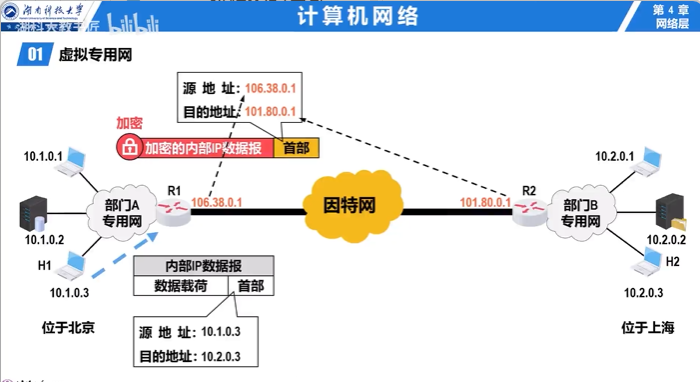 湖南科技大学
计算机网络
第 4 章
网络层
湖科大教书匠 bilibili
01 虚拟专用网
源 地 址：106.38.0.1
目的地址：101.80.0.1
加密
加密的内部IP数据报 首部
10.1.0.1
10.2.0.1
R1
R2
部门A
专用网
106.38.0.1
因特网
101.80.0.1
部门B
专用网
10.1.0.2
10.2.0.2
H1
H2
10.1.0.3
10.2.0.3
内部IP数据报
数据载荷 首部
位于北京
位于上海
源 地 址：10.1.0.3
目的地址：10.2.0.3